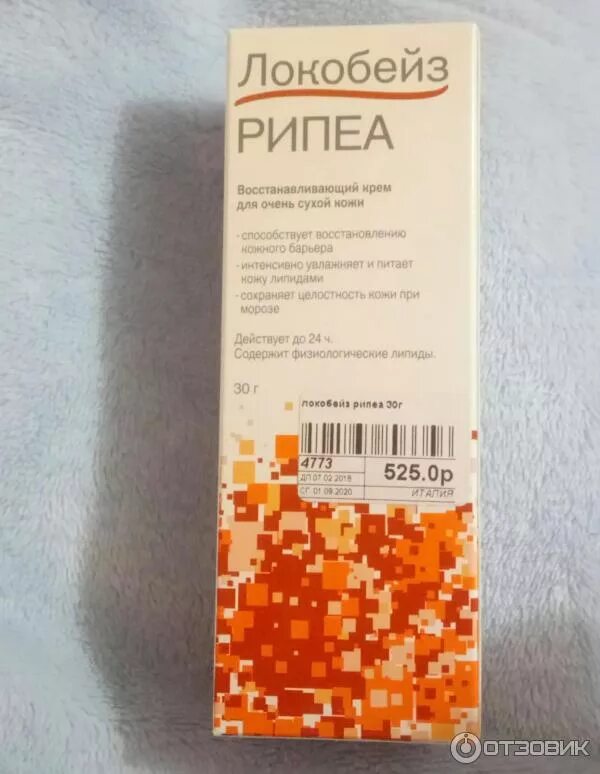 Локобейз
РИПЕА
Восстанавливающий крем
для очень сухой кожи
-способствует восстановлению
кожного барьера
-интенсивно увлажняет и питает
кожу липидами
-сохраняет целостность кожи при
морозе
Действует до 24 ч.
Содержит физиологические липиды.
30 г
локобейз рипеа 30г
4773
525.0р
ДП 07.02.2018
СГ. 01.09.2020
ИТАЛИЯ
ОТЗОВИК